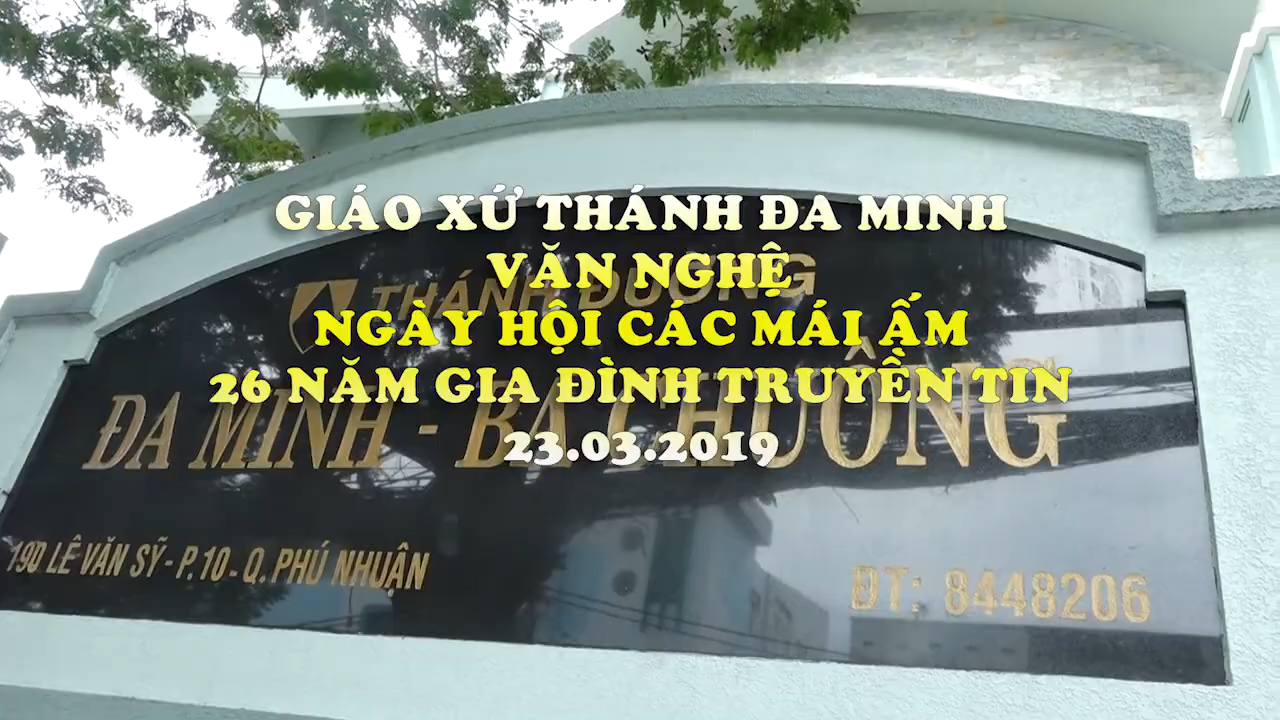 GIÁO XỨ THÁNH ĐA MINH
VĂN NGHỆ
NGÀY HỘI CÁC MÁI ẤM
26 NĂM GIA ĐÌNH TRUYỀN TIN
23.03.2019
THÁNH ĐƯỜNG
ĐA MINH - BA CHUÔNG
190 LÊ VĂN SỸ - P.10 - Q. PHÚ NHUẬN
ĐT: 8448206